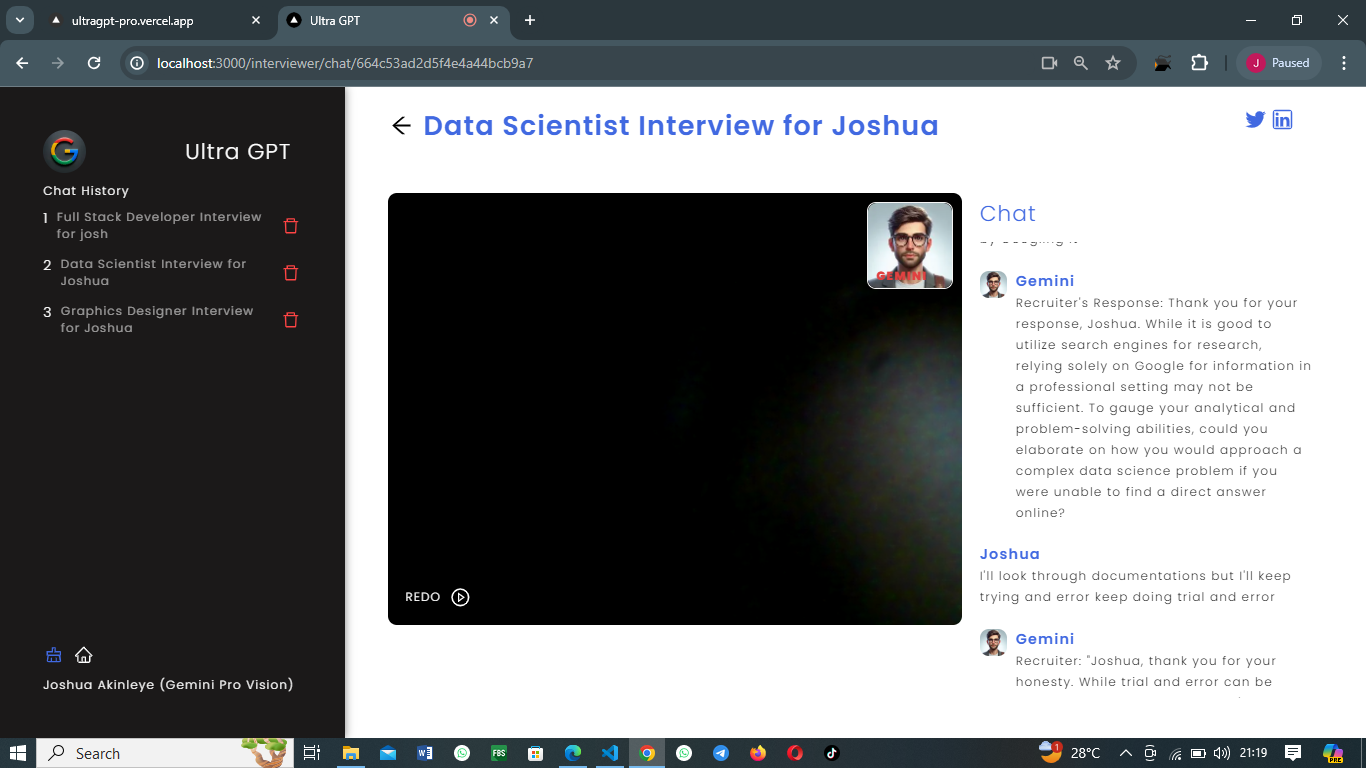 ultragpt-pro.vercel.app
Ultra GPT
localhost:3000/interviewer/chat/664c53ad2d5f4e4a44bcb9a7
J
Paused
Ultra GPT
Chat History
1 Full Stack Developer Interview
for josh
2 Data Scientist Interview for
Joshua
3 Graphics Designer Interview
for Joshua
Joshua Akinleye (Gemini Pro Vision)
Data Scientist Interview for Joshua
GEMINI
REDO
Chat
Gemini
Recruiter's Response: Thank you for your
response, Joshua. While it is good to
utilize search engines for research,
relying solely on Google for information in
a professional setting may not be
sufficient. To gauge your analytical and
problem-solving abilities, could you
elaborate on how you would approach a
complex data science problem if you
were unable to find a direct answer
online?
Joshua
I'll look through documentations but I'll keep
trying and error keep doing trial and error
Gemini
Recruiter: "Joshua, thank you for your
honesty. While trial and error can be
Search
FBS
1
28°C
21:19
PRE